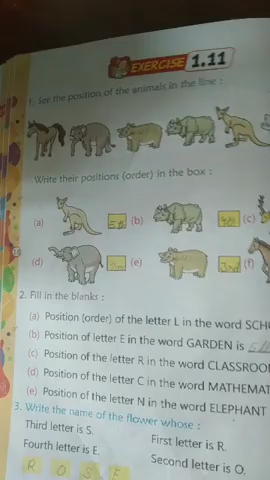 EXERCISE 1.11
1. See the position of the animals in the line :
Write their positions (order) in the box :
(a) 5th (b) 4th (c)
(d) (e) 3rd (f)
2. Fill in the blanks :
(a) Position (order) of the letter L in the word
(b) Position of letter E in the word GARDEN is 5th
(c) Position of the letter R in the word
(d) Position of the letter C in the word
(e) Position of the letter N in the word ELEPHANT
3. Write the name of the flower whose :
Third letter is S. First letter is R.
Fourth letter is E. Second letter is O.
R O S E